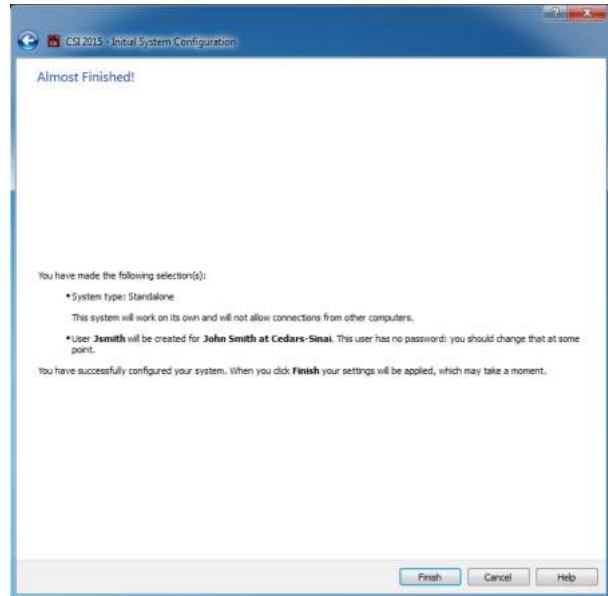 CSI 2015 - Initial System Configuration
Almost Finished!
You have made the following selection(s):
•System type: Standalone
This system will work on its own and will not allow connections from other computers.
•User Jsmith will be created for John Smith at Cedars-Sinai. This user has no password: you should change that at some
point.
You have successfully configured your system. When you click Finish your settings will be applied, which may take a moment.
Finish Cancel Help